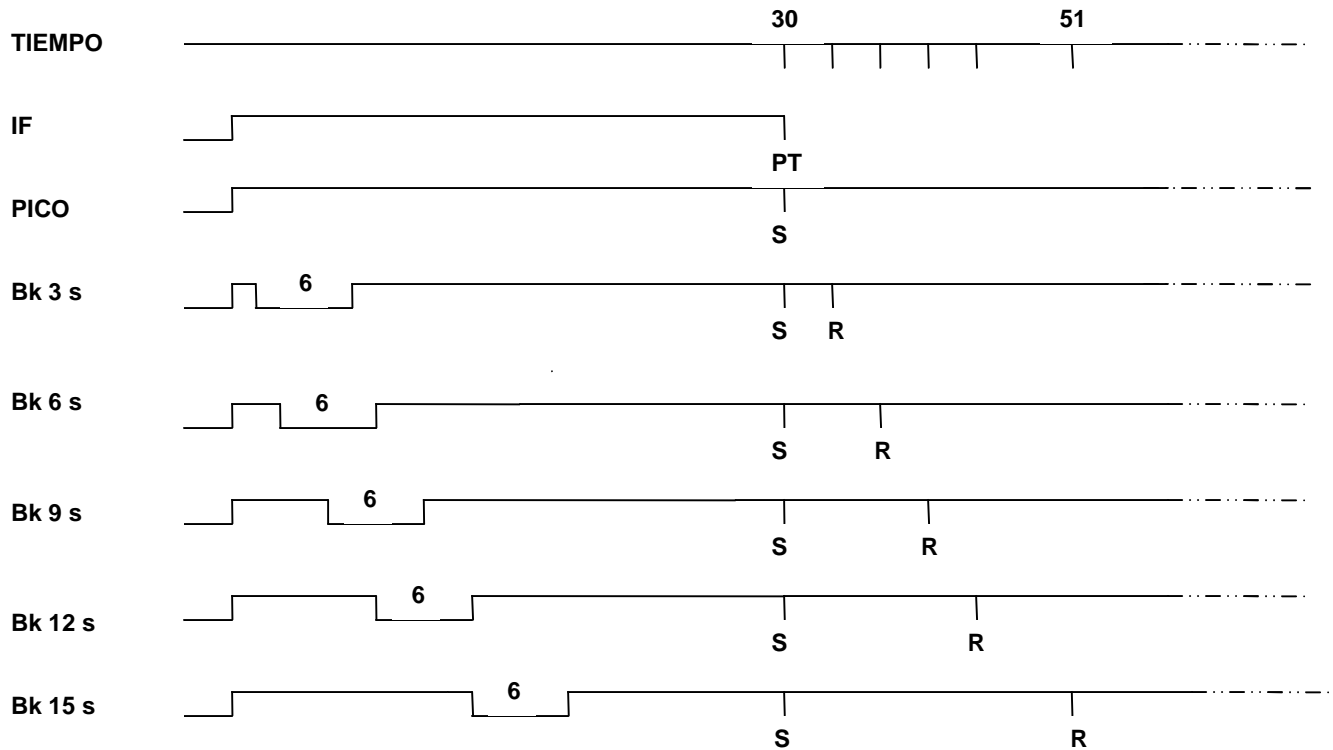 30 51
TIEMPO
IF
PT
PICO
S
6
Bk 3 s
S R
6
Bk 6 s
S R
6
Bk 9 s
S R
6
Bk 12 s
S R
6
Bk 15 s
S R